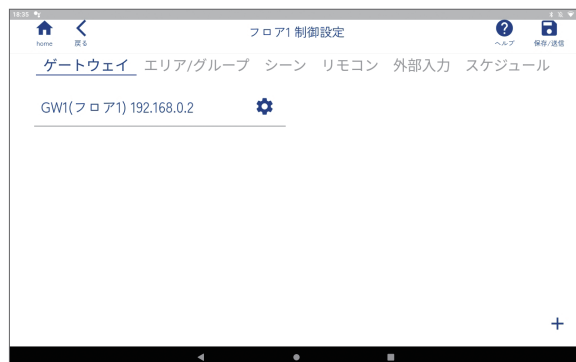 18:35
home
戻る
フロア1 制御設定
ヘルプ
保存/送信
ゲートウェイ エリア/グループ シーン リモコン 外部入力 スケジュール
GW1(フロア1) 192.168.0.2